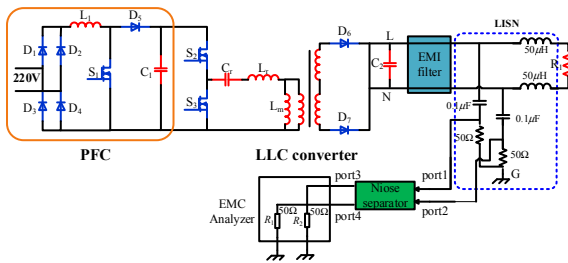 LISN
L₁
D₅
D₆
L
50μH
D₁
D₂
S₂
C₂
EMI
filter
R₁
220V
S₁
C₁
Cᵣ
Lᵣ
50μH
N
D₃
D₄
S₃
Lₘ
D₇
0.1μF
0.1μF
50Ω
50Ω
G
PFC
LLC converter
EMC
Analyzer
port3
port4
Niose
separator
port1
port2
R₁
50Ω
R₂
50Ω